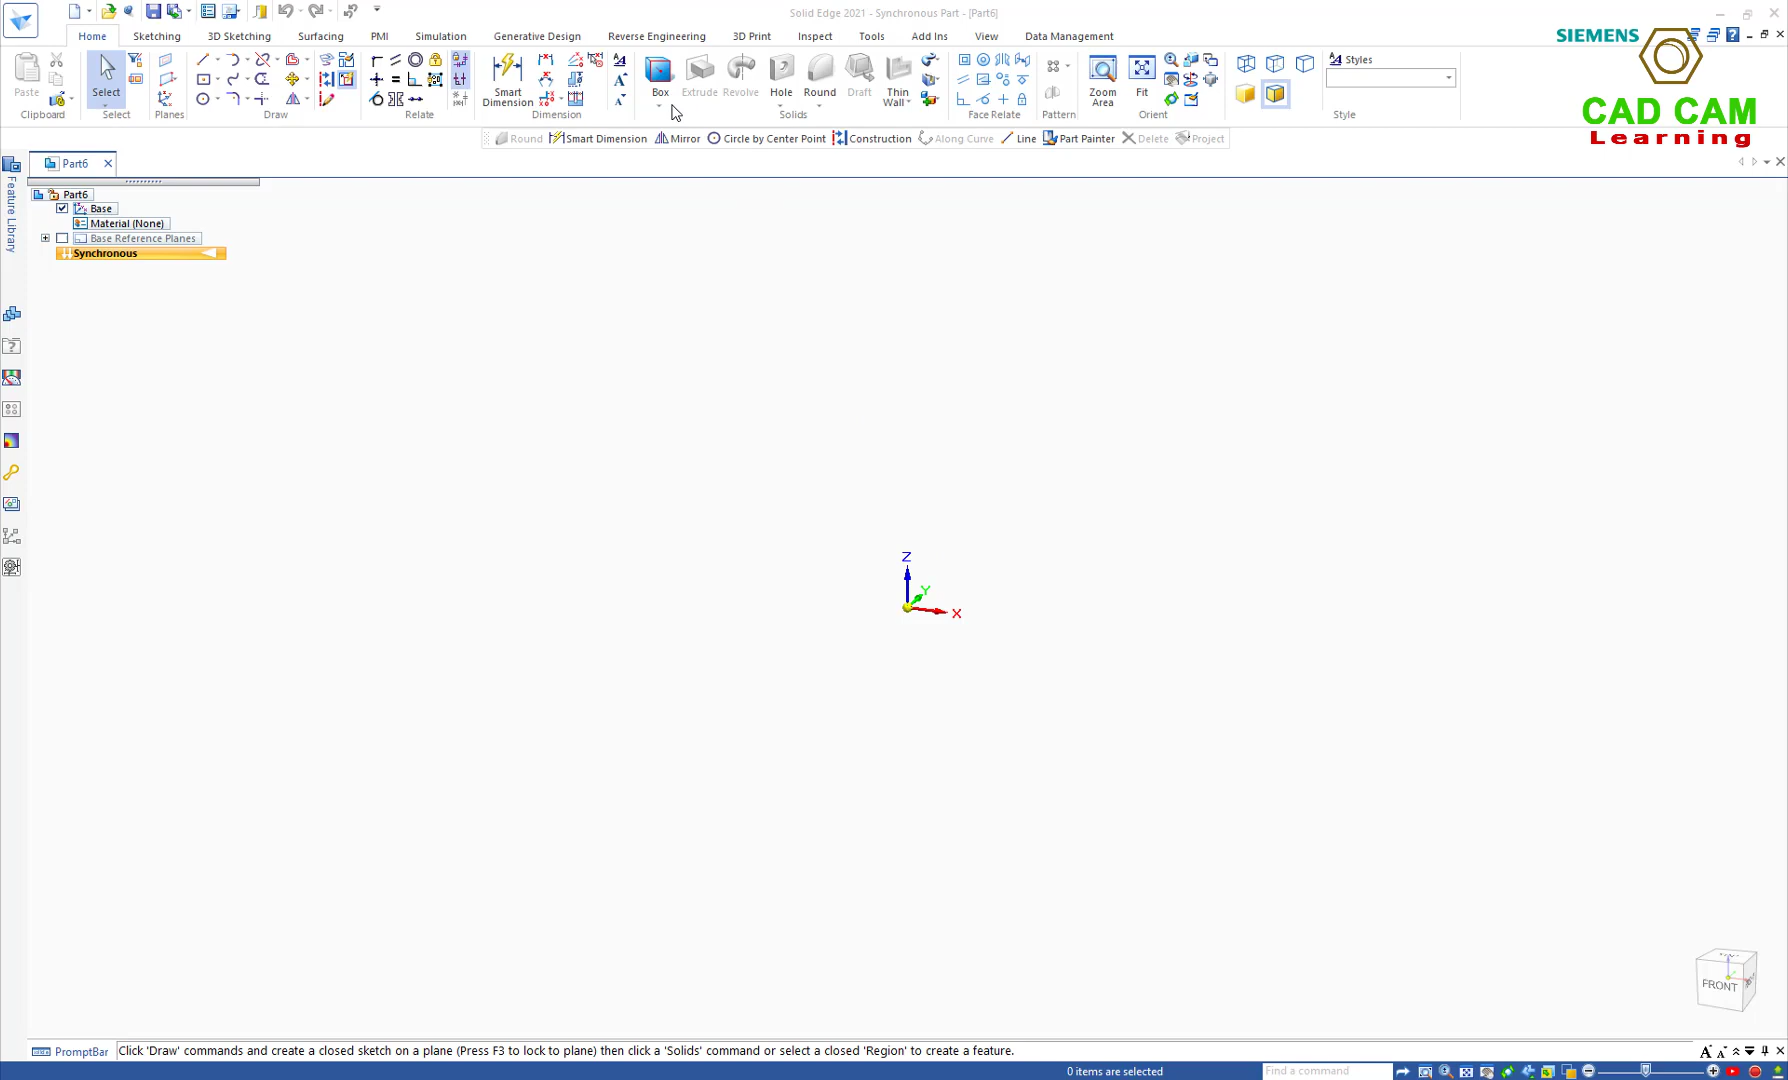 Solid Edge 2021 - Synchronous Part - [Part6]
Home Sketching 3D Sketching Surfacing PMI Simulation Generative Design Reverse Engineering 3D Print Inspect Tools Add Ins View Data Management
SIEMENS
CAD CAM
Learning
Paste
Clipboard
Select
Select
Planes
Draw
Relate
Smart Dimension
Dimension
Box
Extrude
Revolve
Hole
Round
Draft
Thin Wall
Solids
Face Relate
Pattern
Zoom Area
Fit
Orient
Styles
Style
Round Smart Dimension Mirror Circle by Center Point Construction Along Curve Line Part Painter Delete Project
Part6
Feature Library
Part6
Base
Material (None)
Base Reference Planes
Synchronous
Z
Y
X
FRONT
PromptBar Click 'Draw' commands and create a closed sketch on a plane (Press F3 to lock to plane) then click a 'Solids' command or select a closed 'Region' to create a feature.
0 items are selected Find a command